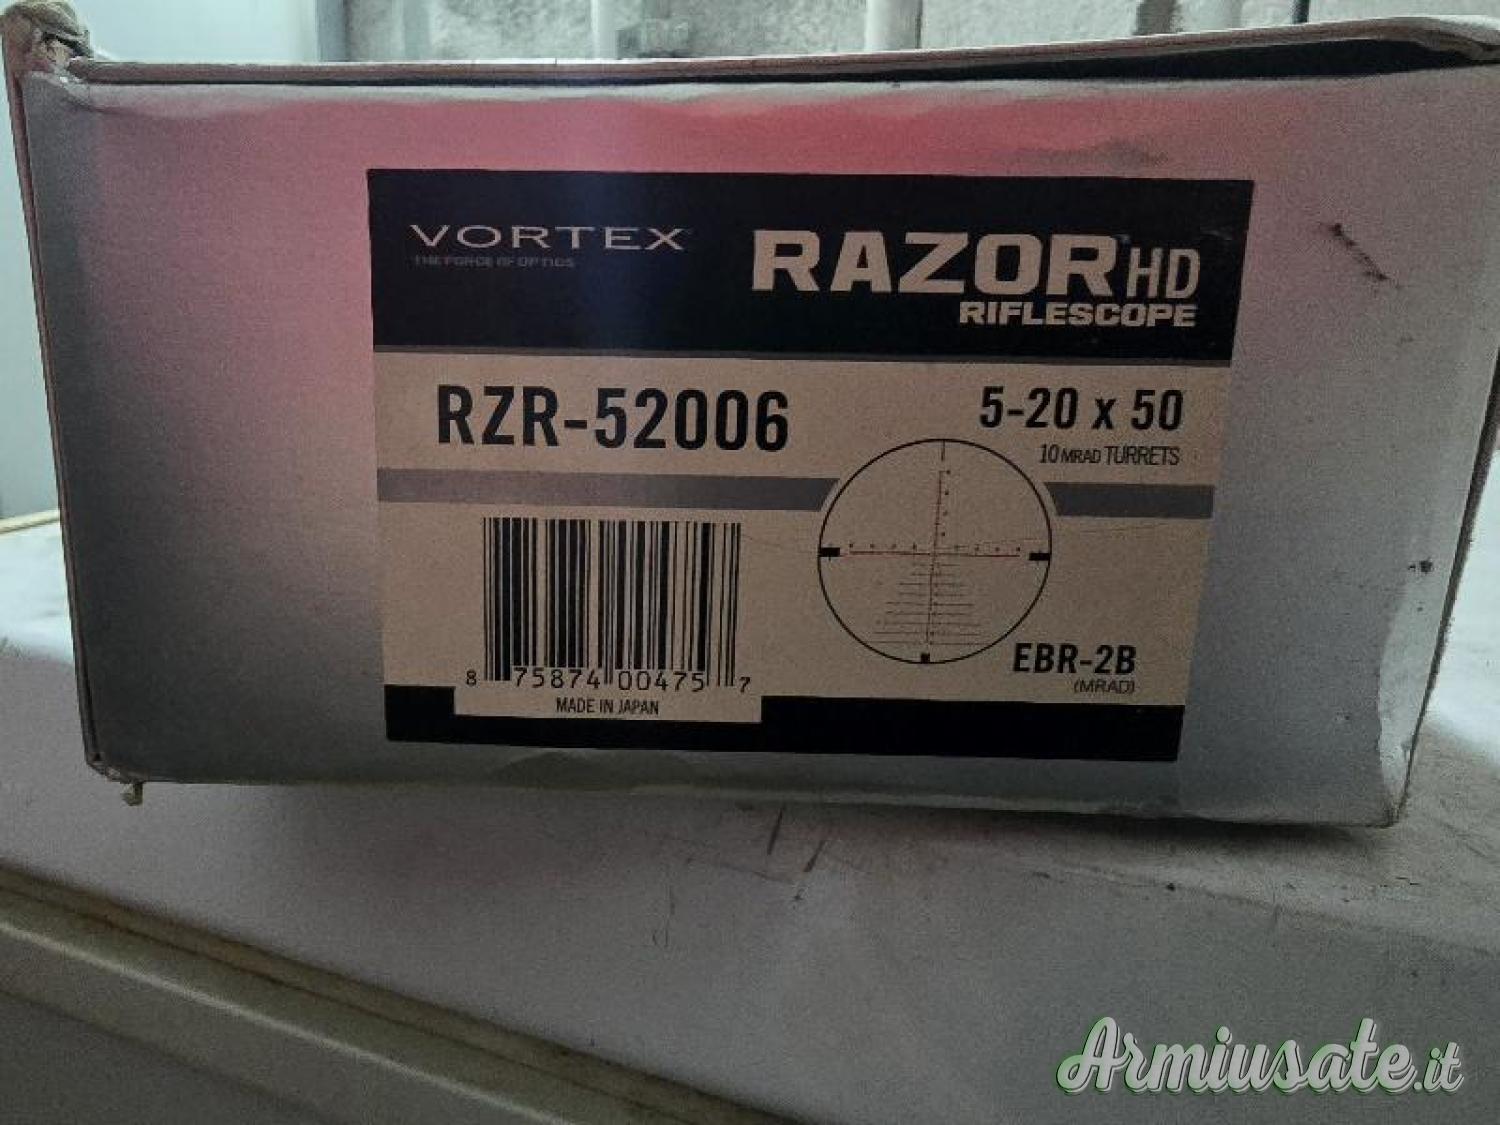 VORTEX
THE FORCE OF OPTICS
RAZOR HD
RIFLESCOPE
RZR-52006
5-20 x 50
10 MRAD TURRETS
EBR-2B
(MRAD)
8 75874 00475 7
MADE IN JAPAN
Armiusate.it